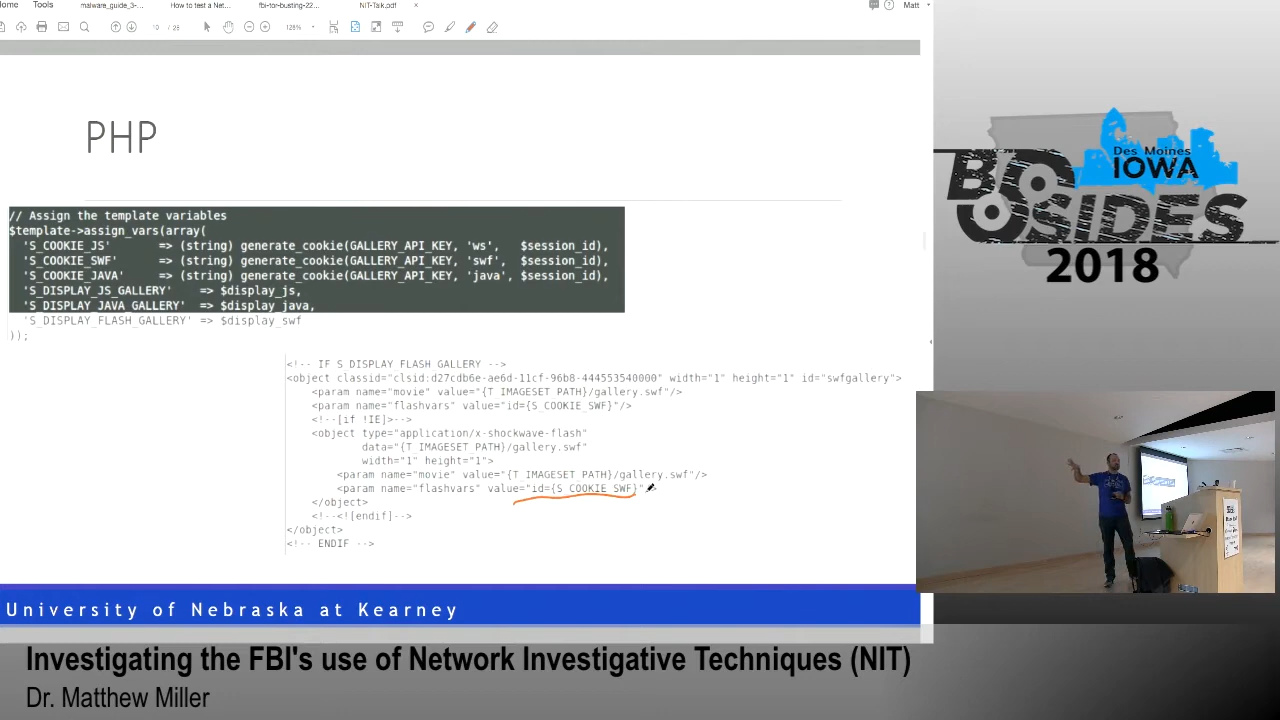 ome Tools malware_guide_3-... How to test a Net... fbi-tor-busting-22... NIT-Talk.pdf × Matt
10 / 28 128%
PHP
// Assign the template variables
$template->assign_vars(array(
'S_COOKIE_JS' => (string) generate_cookie(GALLERY_API_KEY, 'ws', $session_id),
'S_COOKIE_SWF' => (string) generate_cookie(GALLERY_API_KEY, 'swf', $session_id),
'S_COOKIE_JAVA' => (string) generate_cookie(GALLERY_API_KEY, 'java', $session_id),
'S_DISPLAY_JS_GALLERY' => $display_js,
'S_DISPLAY_JAVA_GALLERY' => $display_java,
'S_DISPLAY_FLASH_GALLERY' => $display_swf
));
<!-- IF S_DISPLAY_FLASH_GALLERY -->
<object classid="clsid:d27cdb6e-ae6d-11cf-96b8-444553540000" width="1" height="1" id="swfgallery">
<param name="movie" value="{T_IMAGESET_PATH}/gallery.swf"/>
<param name="flashvars" value="id={S_COOKIE_SWF}"/>
<!--[if !IE]>-->
<object type="application/x-shockwave-flash"
data="{T_IMAGESET_PATH}/gallery.swf"
width="1" height="1">
<param name="movie" value="{T_IMAGESET_PATH}/gallery.swf"/>
<param name="flashvars" value="id={S_COOKIE_SWF}"/>
</object>
<!--<![endif]-->
</object>
<!-- ENDIF -->
University of Nebraska at Kearney
Des Moines
IOWA
BSIDES
2018
Investigating the FBI's use of Network Investigative Techniques (NIT)
Dr. Matthew Miller